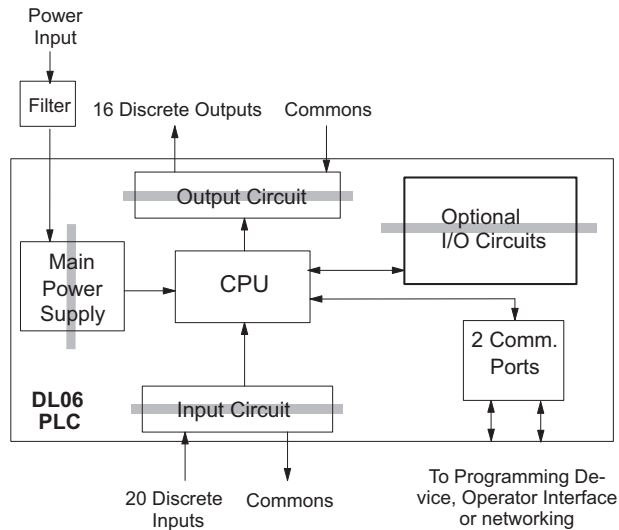 Power
Input
Filter
16 Discrete Outputs
Commons
Output Circuit
Optional
I/O Circuits
Main
Power
Supply
CPU
2 Comm.
Ports
DL06
PLC
Input Circuit
20 Discrete
Inputs
Commons
To Programming De-
vice, Operator Interface
or networking